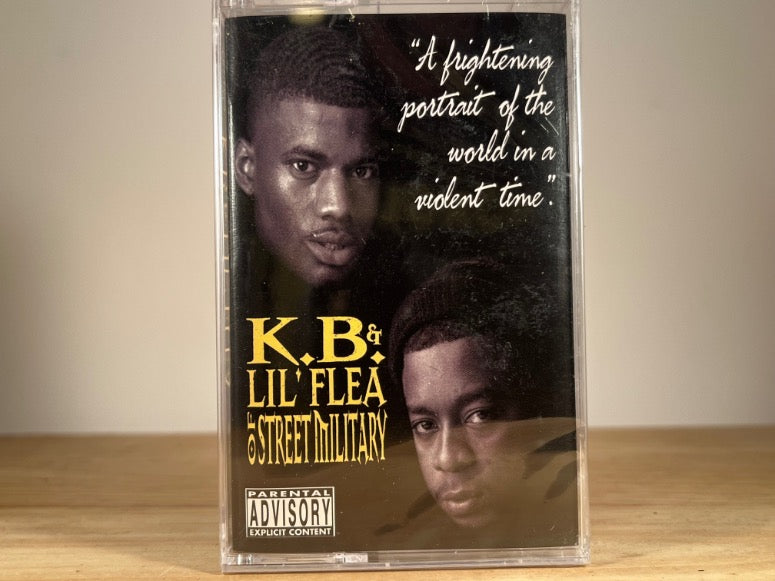 "A frightening
portrait of the
world in a
violent time."
K.B. &
LIL' FLEA
OF STREET MILITARY
PARENTAL
ADVISORY
EXPLICIT CONTENT